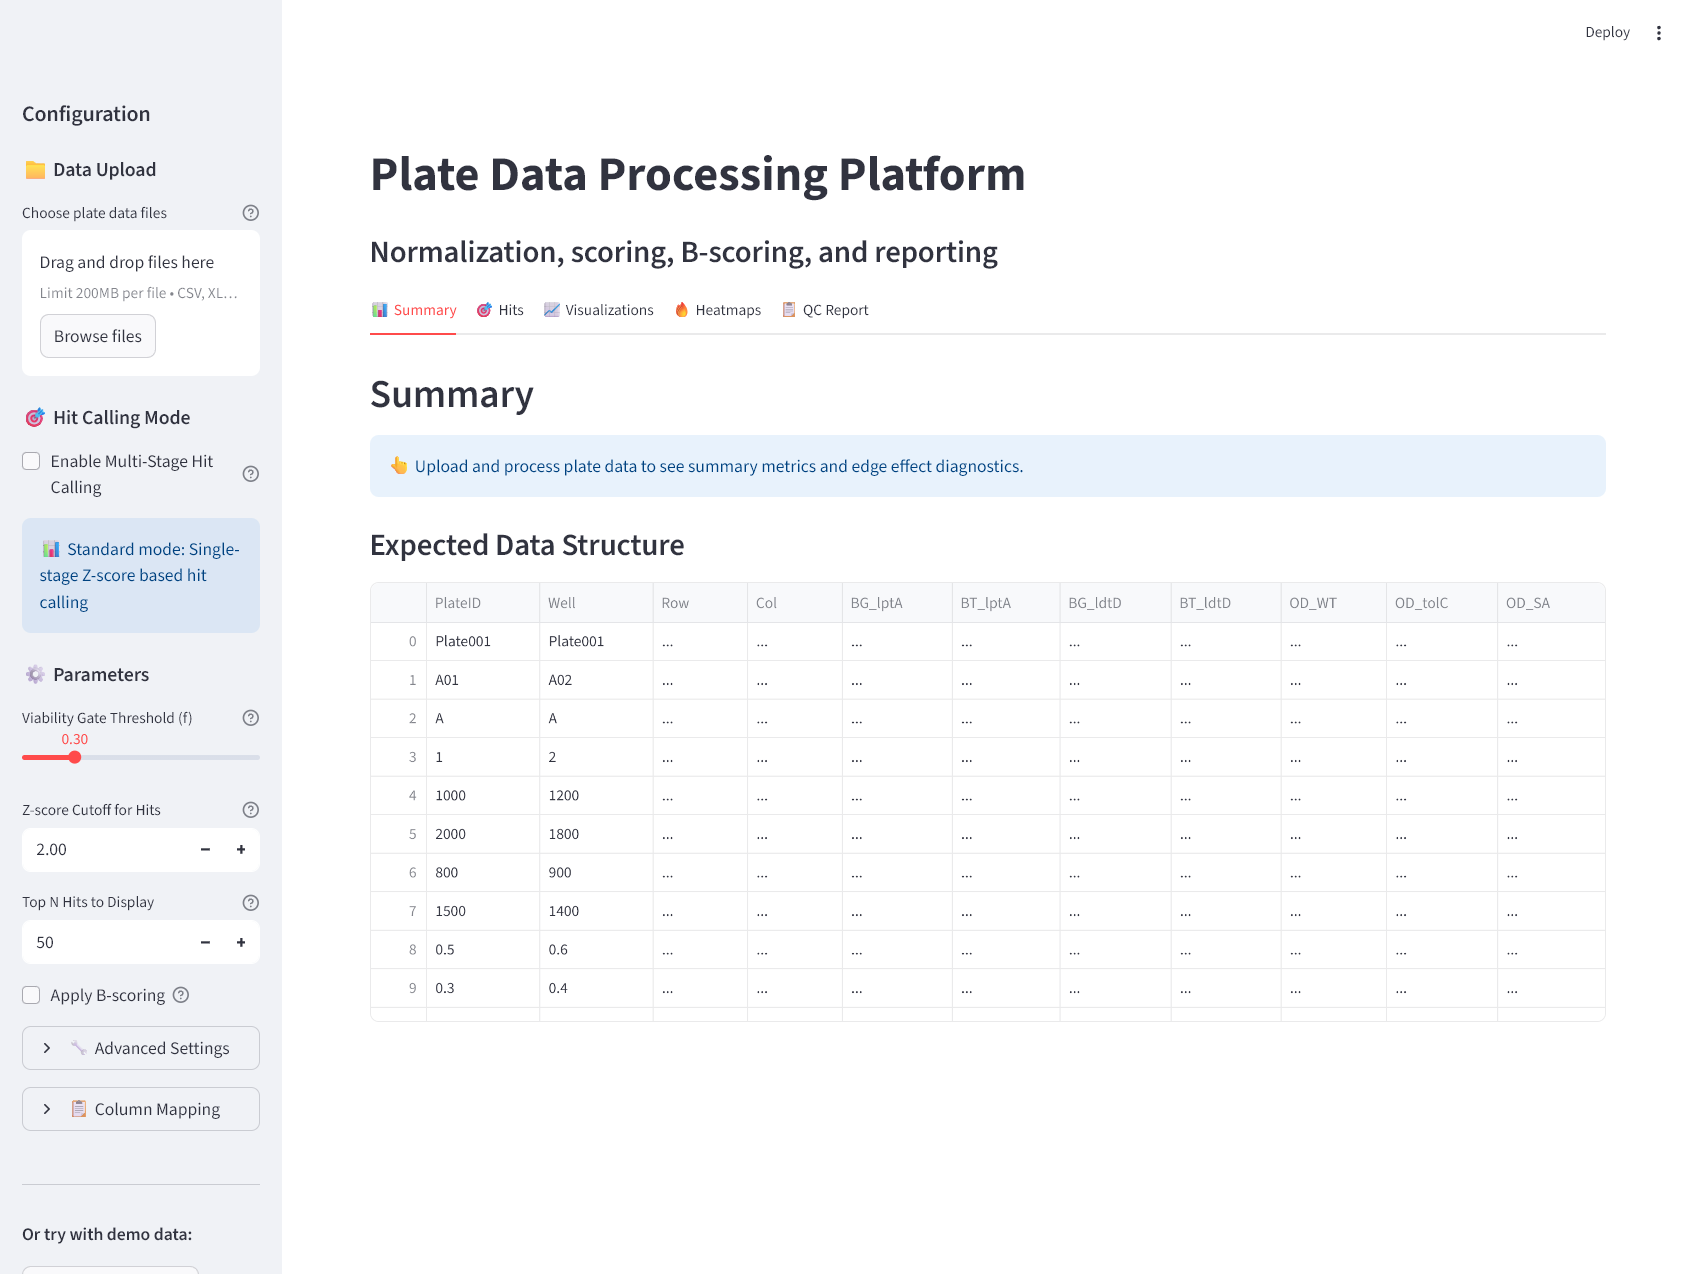 Deploy
Configuration
Data Upload
Choose plate data files
Drag and drop files here
Limit 200MB per file • CSV, XL…
Browse files
Hit Calling Mode
Enable Multi-Stage Hit
Calling
Standard mode: Single-
stage Z-score based hit
calling
Parameters
Viability Gate Threshold (f)
0.30
Z-score Cutoff for Hits
2.00
Top N Hits to Display
50
Apply B-scoring
Advanced Settings
Column Mapping
Or try with demo data:
Plate Data Processing Platform
Normalization, scoring, B-scoring, and reporting
Summary Hits Visualizations Heatmaps QC Report
Summary
Upload and process plate data to see summary metrics and edge effect diagnostics.
Expected Data Structure
PlateID Well Row Col BG_lptA BT_lptA BG_ldtD BT_ldtD OD_WT OD_tolC OD_SA
0 Plate001 Plate001 ... ... ... ... ... ... ... ... ...
1 A01 A02 ... ... ... ... ... ... ... ... ...
2 A A ... ... ... ... ... ... ... ... ...
3 1 2 ... ... ... ... ... ... ... ... ...
4 1000 1200 ... ... ... ... ... ... ... ... ...
5 2000 1800 ... ... ... ... ... ... ... ... ...
6 800 900 ... ... ... ... ... ... ... ... ...
7 1500 1400 ... ... ... ... ... ... ... ... ...
8 0.5 0.6 ... ... ... ... ... ... ... ... ...
9 0.3 0.4 ... ... ... ... ... ... ... ... ...